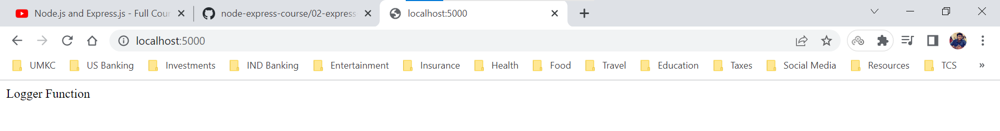 Node.js and Express.js - Full Cour
node-express-course/02-express
localhost:5000
localhost:5000
UMKC US Banking Investments IND Banking Entertainment Insurance Health Food Travel Education Taxes Social Media Resources TCS »
Logger Function